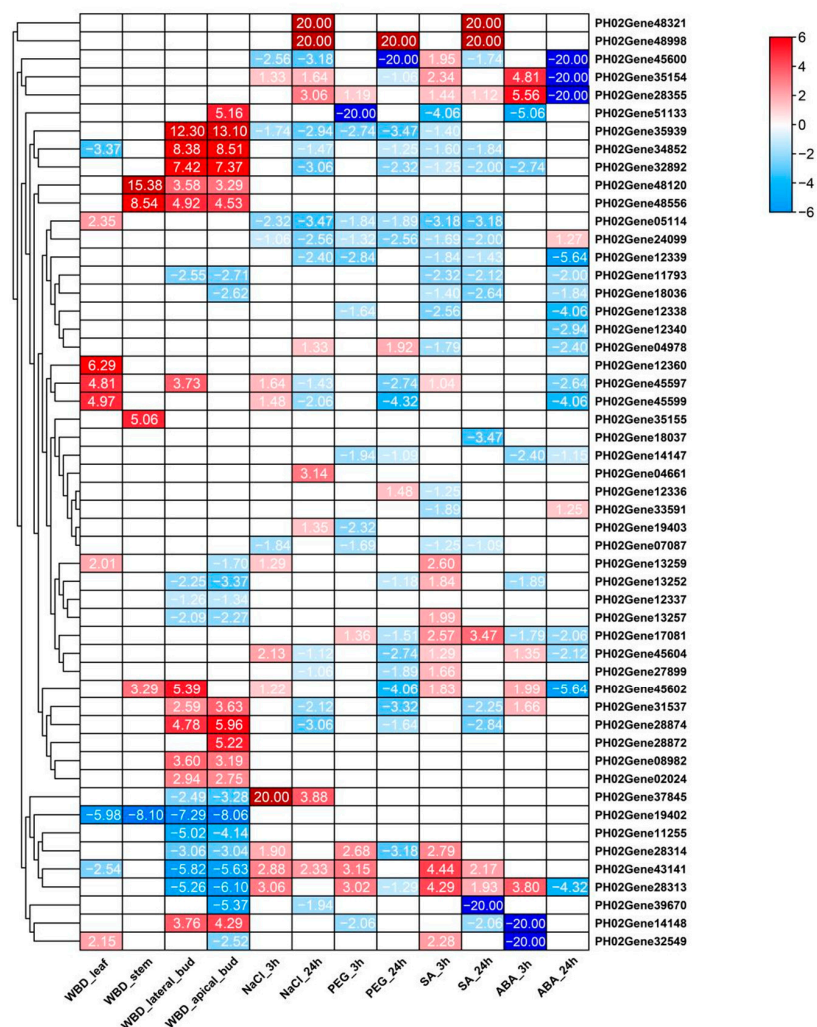 20.00 20.00 PH02Gene48321
20.00 20.00 20.00 PH02Gene48998
−2.56 −3.18 −20.00 1.95 −1.74 −20.00 PH02Gene45600
1.33 1.64 −1.06 2.34 4.81 −20.00 PH02Gene35154
3.06 1.19 1.44 1.12 5.56 −20.00 PH02Gene28355
5.16 −20.00 −4.06 −5.06 PH02Gene51133
12.30 13.10 −1.74 −2.94 −2.74 −3.47 −1.40 PH02Gene35939
−3.37 8.38 8.51 −1.47 −1.25 −1.60 −1.84 PH02Gene34852
7.42 7.37 −3.06 −2.32 −1.25 −2.00 −2.74 PH02Gene32892
15.38 3.58 3.29 PH02Gene48120
8.54 4.92 4.53 PH02Gene48556
2.35 −2.32 −3.47 −1.84 −1.89 −3.18 −3.18 PH02Gene05114
−1.06 −2.56 −1.32 −2.56 −1.69 −2.00 1.27 PH02Gene24099
−2.40 −2.84 −1.84 −1.43 −5.64 PH02Gene12339
−2.55 −2.71 −2.32 −2.12 −2.00 PH02Gene11793
−2.62 −1.40 −2.64 −1.84 PH02Gene18036
−1.64 −2.56 −4.06 PH02Gene12338
−2.94 PH02Gene12340
1.33 1.92 −1.79 −2.40 PH02Gene04978
6.29 PH02Gene12360
4.81 3.73 1.64 −1.43 −2.74 1.04 −2.64 PH02Gene45597
4.97 1.48 −2.06 −4.32 −4.06 PH02Gene45599
5.06 PH02Gene35155
−3.47 PH02Gene18037
−1.94 −1.09 −2.40 −1.15 PH02Gene14147
3.14 PH02Gene04661
1.48 −1.25 PH02Gene12336
−1.89 1.25 PH02Gene33591
1.35 −2.32 PH02Gene19403
−1.84 −1.69 −1.25 −1.09 PH02Gene07087
2.01 −1.70 1.29 2.60 PH02Gene13259
−2.25 −3.37 −1.18 1.84 −1.89 PH02Gene13252
−1.26 −1.34 PH02Gene12337
−2.09 −2.27 1.99 PH02Gene13257
1.36 −1.51 2.57 3.47 −1.79 −2.06 PH02Gene17081
2.13 −1.12 −2.74 1.29 1.35 −2.12 PH02Gene45604
−1.06 −1.89 1.66 PH02Gene27899
3.29 5.39 1.22 −4.06 1.83 1.99 −5.64 PH02Gene45602
2.59 3.63 −2.12 −3.32 −2.25 1.66 PH02Gene31537
4.78 5.96 −3.06 −1.64 −2.84 PH02Gene28874
5.22 PH02Gene28872
3.60 3.19 PH02Gene08982
2.94 2.75 PH02Gene02024
−2.49 −3.28 20.00 3.88 PH02Gene37845
−5.98 −8.10 −7.29 −8.06 PH02Gene19402
−5.02 −4.14 PH02Gene11255
−3.06 −3.04 1.90 2.68 −3.18 2.79 PH02Gene28314
−2.54 −5.82 −5.63 2.88 2.33 3.15 4.44 2.17 PH02Gene43141
−5.26 −6.10 3.06 3.02 −1.29 4.29 1.93 3.80 −4.32 PH02Gene28313
−5.37 −1.94 −20.00 PH02Gene39670
3.76 4.29 −2.06 −2.06 −20.00 PH02Gene14148
2.15 −2.52 2.28 −20.00 PH02Gene32549
WBD_leaf WBD_stem WBD_lateral_bud WBD_apical_bud NaCl_3h NaCl_24h PEG_3h PEG_24h SA_3h SA_24h ABA_3h ABA_24h
6
4
2
0
−2
−4
−6